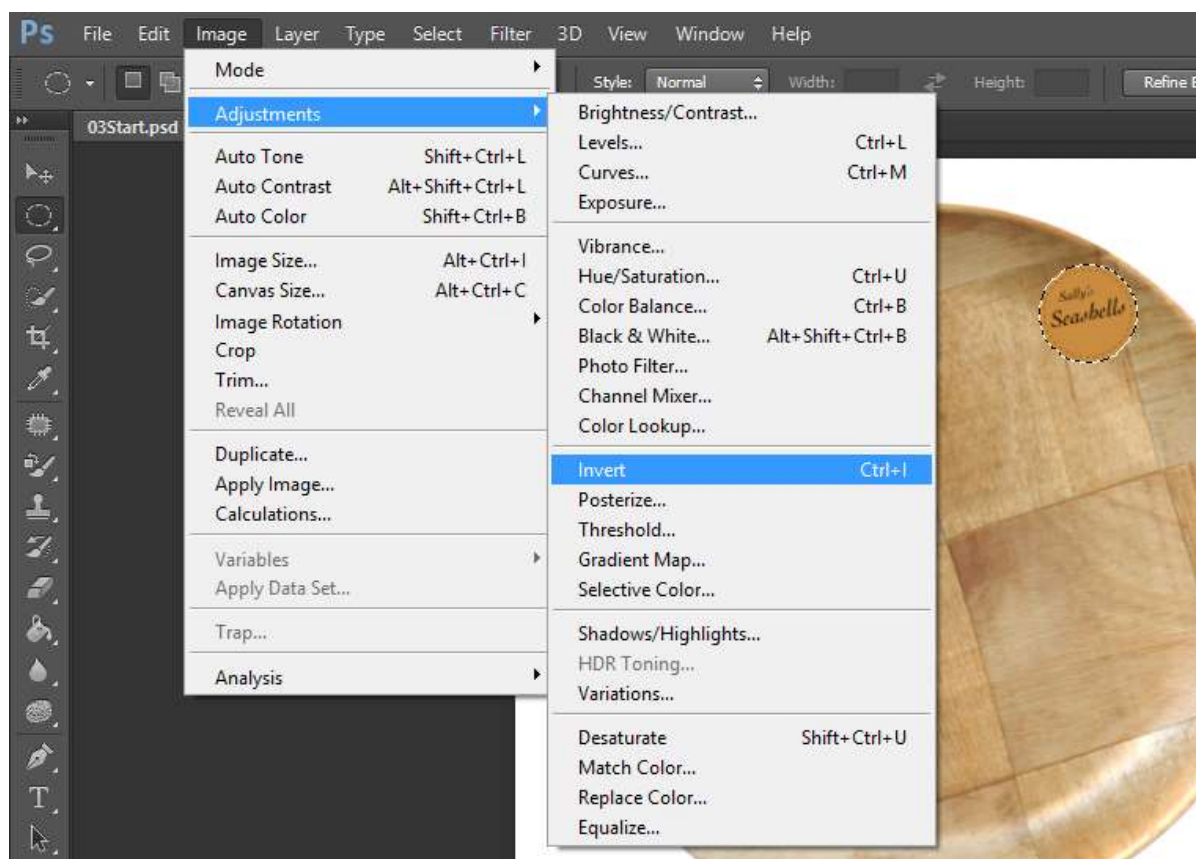 Ps File Edit Image Layer Type Select Filter 3D View Window Help
Style: Normal Width: Height: Refine E
03Start.psd
Mode
Adjustments
Auto Tone Shift+Ctrl+L
Auto Contrast Alt+Shift+Ctrl+L
Auto Color Shift+Ctrl+B
Image Size... Alt+Ctrl+I
Canvas Size... Alt+Ctrl+C
Image Rotation
Crop
Trim...
Reveal All
Duplicate...
Apply Image...
Calculations...
Variables
Apply Data Set...
Trap...
Analysis
Brightness/Contrast...
Levels... Ctrl+L
Curves... Ctrl+M
Exposure...
Vibrance...
Hue/Saturation... Ctrl+U
Color Balance... Ctrl+B
Black & White... Alt+Shift+Ctrl+B
Photo Filter...
Channel Mixer...
Color Lookup...
Invert Ctrl+I
Posterize...
Threshold...
Gradient Map...
Selective Color...
Shadows/Highlights...
HDR Toning...
Variations...
Desaturate Shift+Ctrl+U
Match Color...
Replace Color...
Equalize...
Sally's
Seashells
T